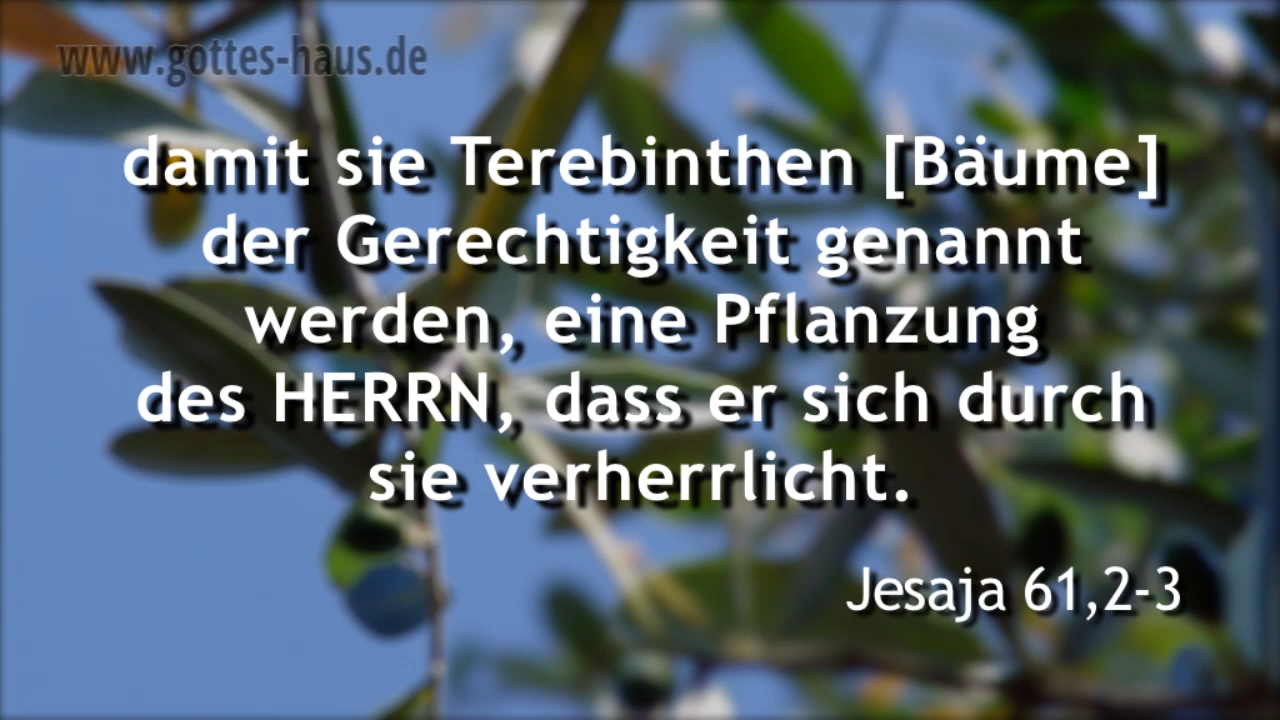 www.gottes-haus.de
damit sie Terebinthen [Bäume]
der Gerechtigkeit genannt
werden, eine Pflanzung
des HERRN, dass er sich durch
sie verherrlicht.
Jesaja 61,2-3